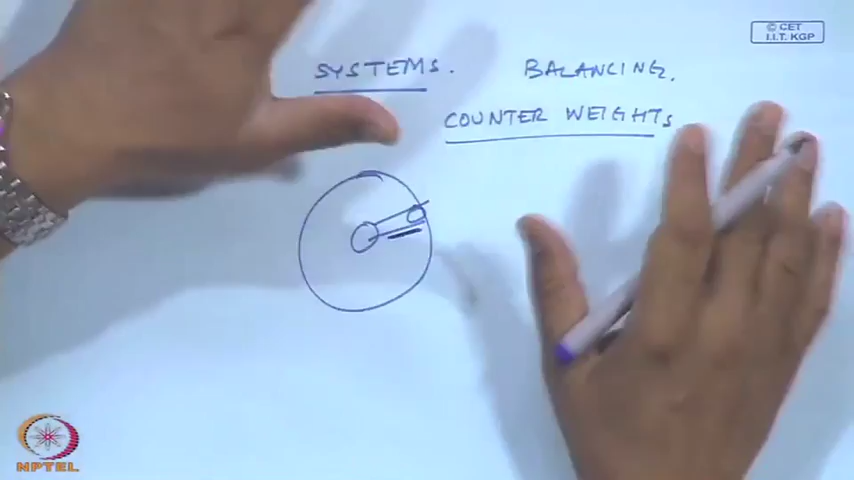 © CET
I.I.T. KGP
SYSTEMS. BALANCING.
COUNTER WEIGHTS
NPTEL